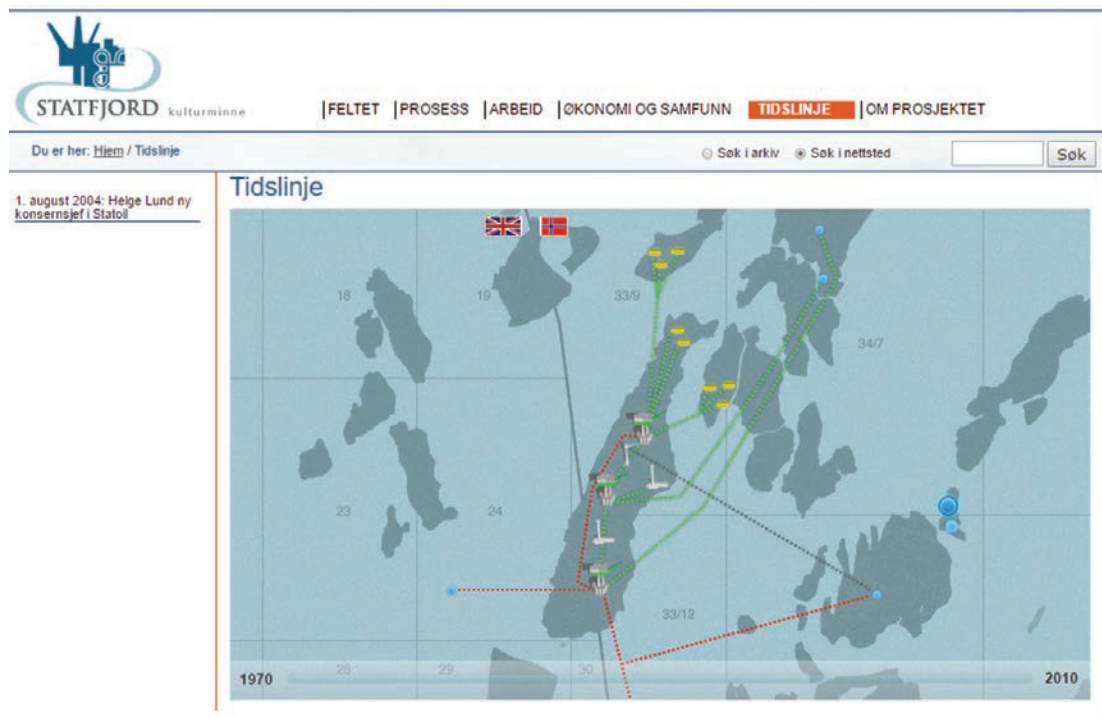 STATFJORD kulturminne
FELTET PROSESS ARBEID ØKONOMI OG SAMFUNN TIDSLINJE OM PROSJEKTET
Du er her: Hjem / Tidslinje
Søk i arkiv Søk i nettsted Søk
1. august 2004: Helge Lund ny
konsernsjef i Statoil
Tidslinje
18 19 33/9
34/7
23 24
33/12
28 29 30
1970 2010